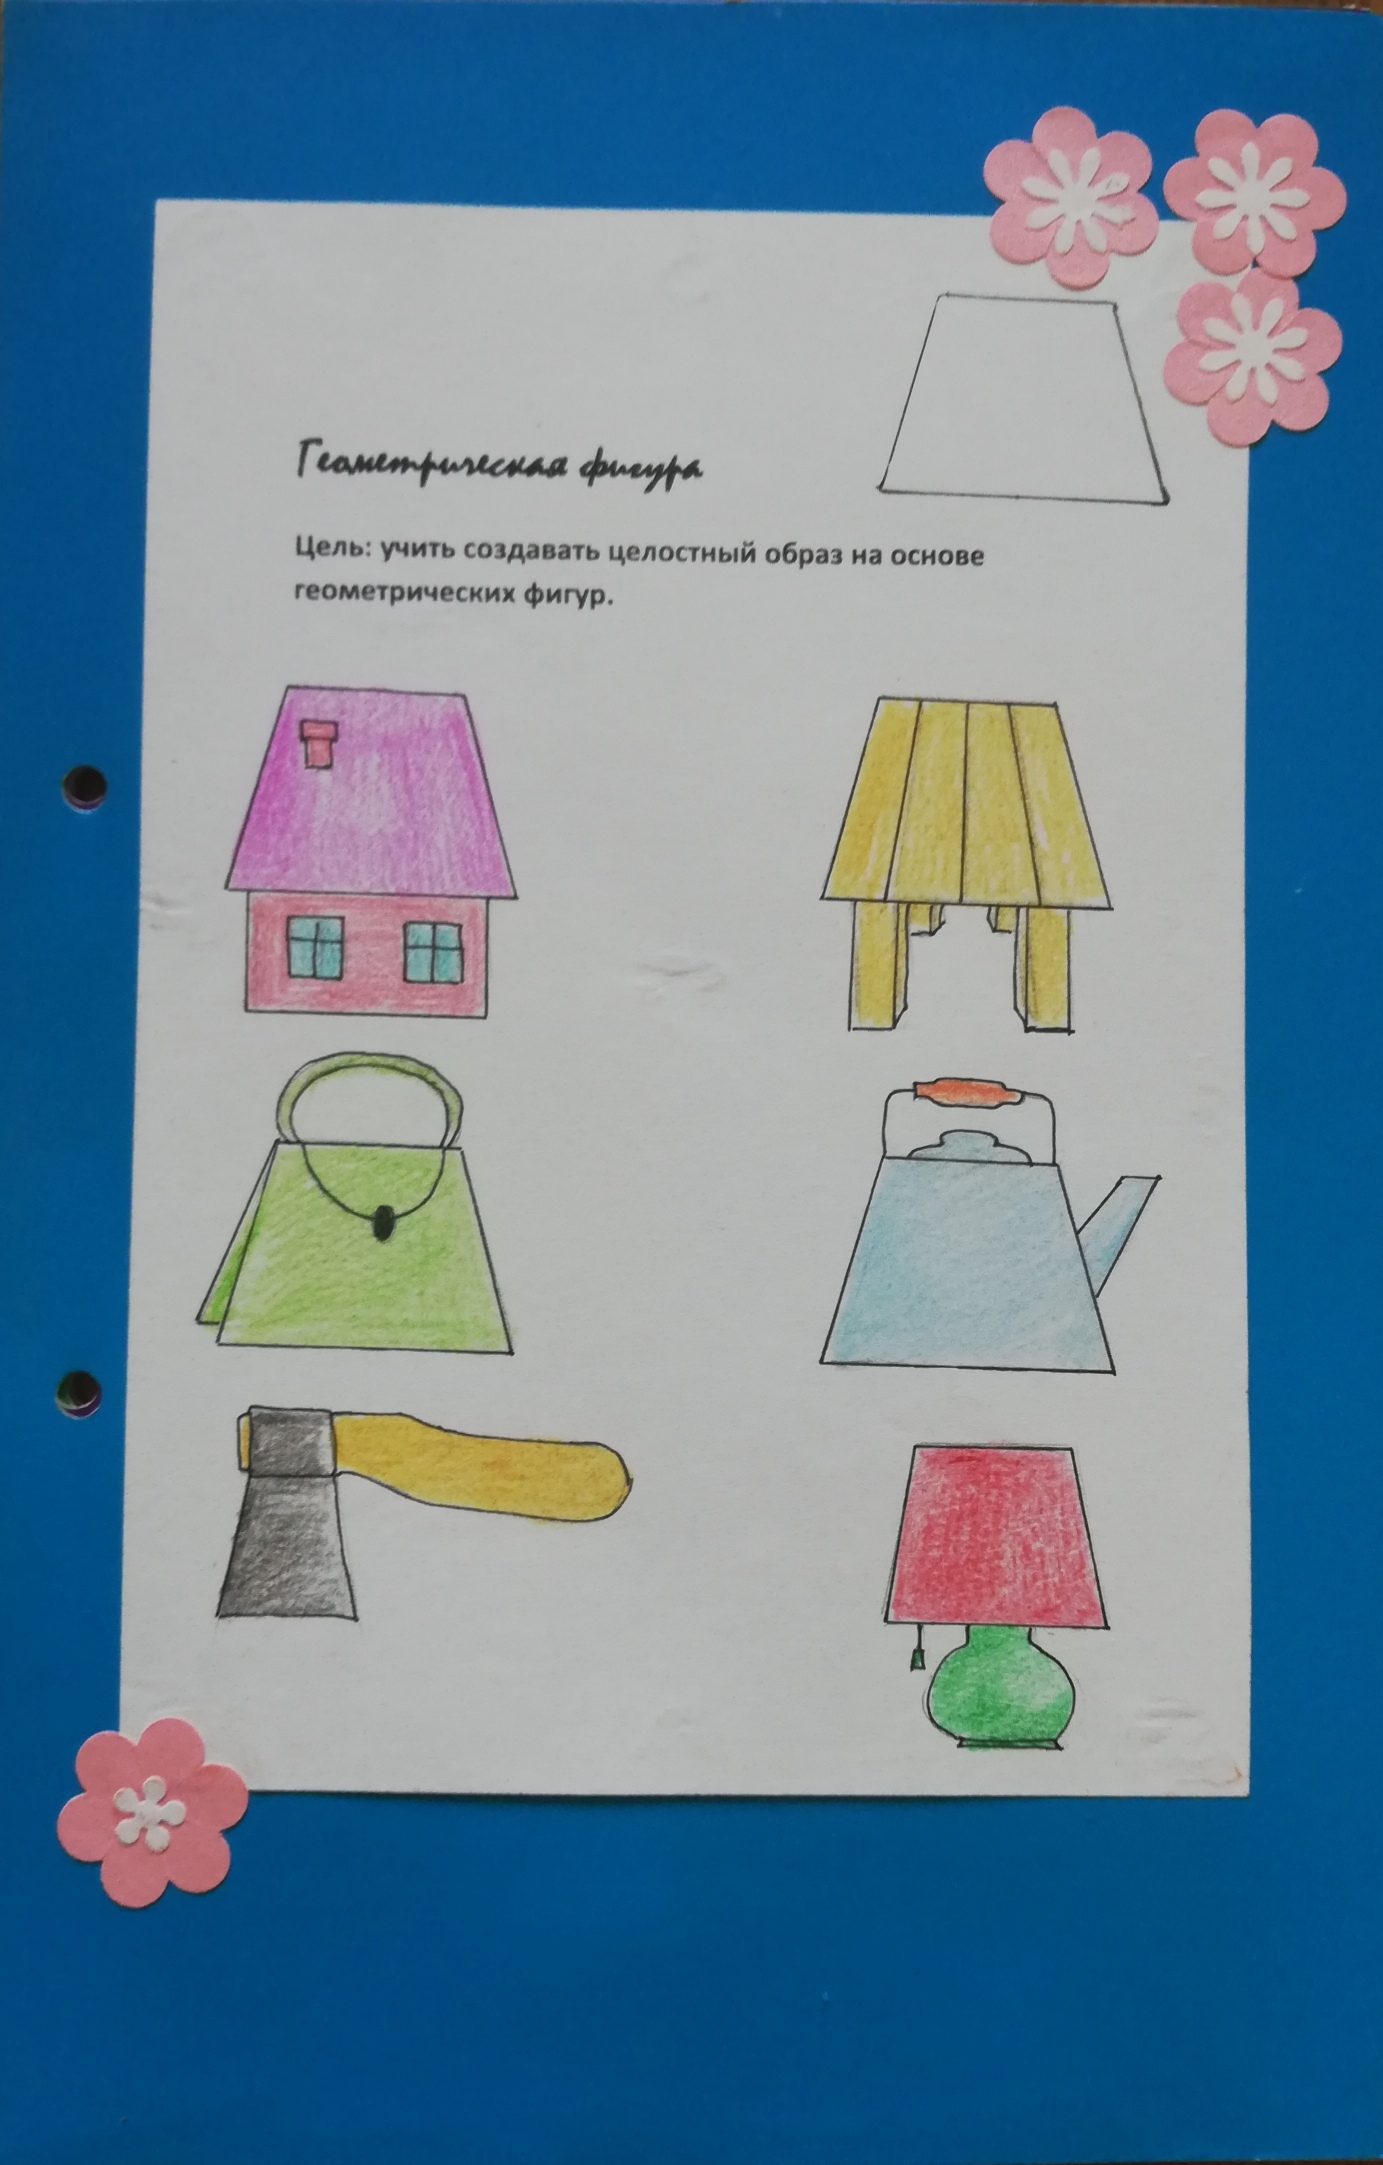 Геометрическая фигура
Цель: учить создавать целостный образ на основе
геометрических фигур.